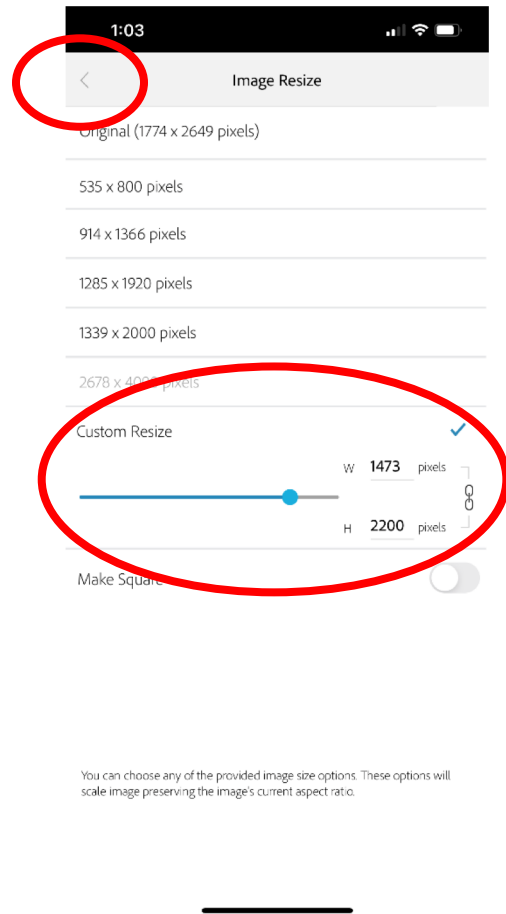 1:03
Image Resize
Original (1774 x 2649 pixels)
535 x 800 pixels
914 x 1366 pixels
1285 x 1920 pixels
1339 x 2000 pixels
2678 x 4000 pixels
Custom Resize
W 1473 pixels
H 2200 pixels
Make Square
You can choose any of the provided image size options. These options will
scale image preserving the image's current aspect ratio.